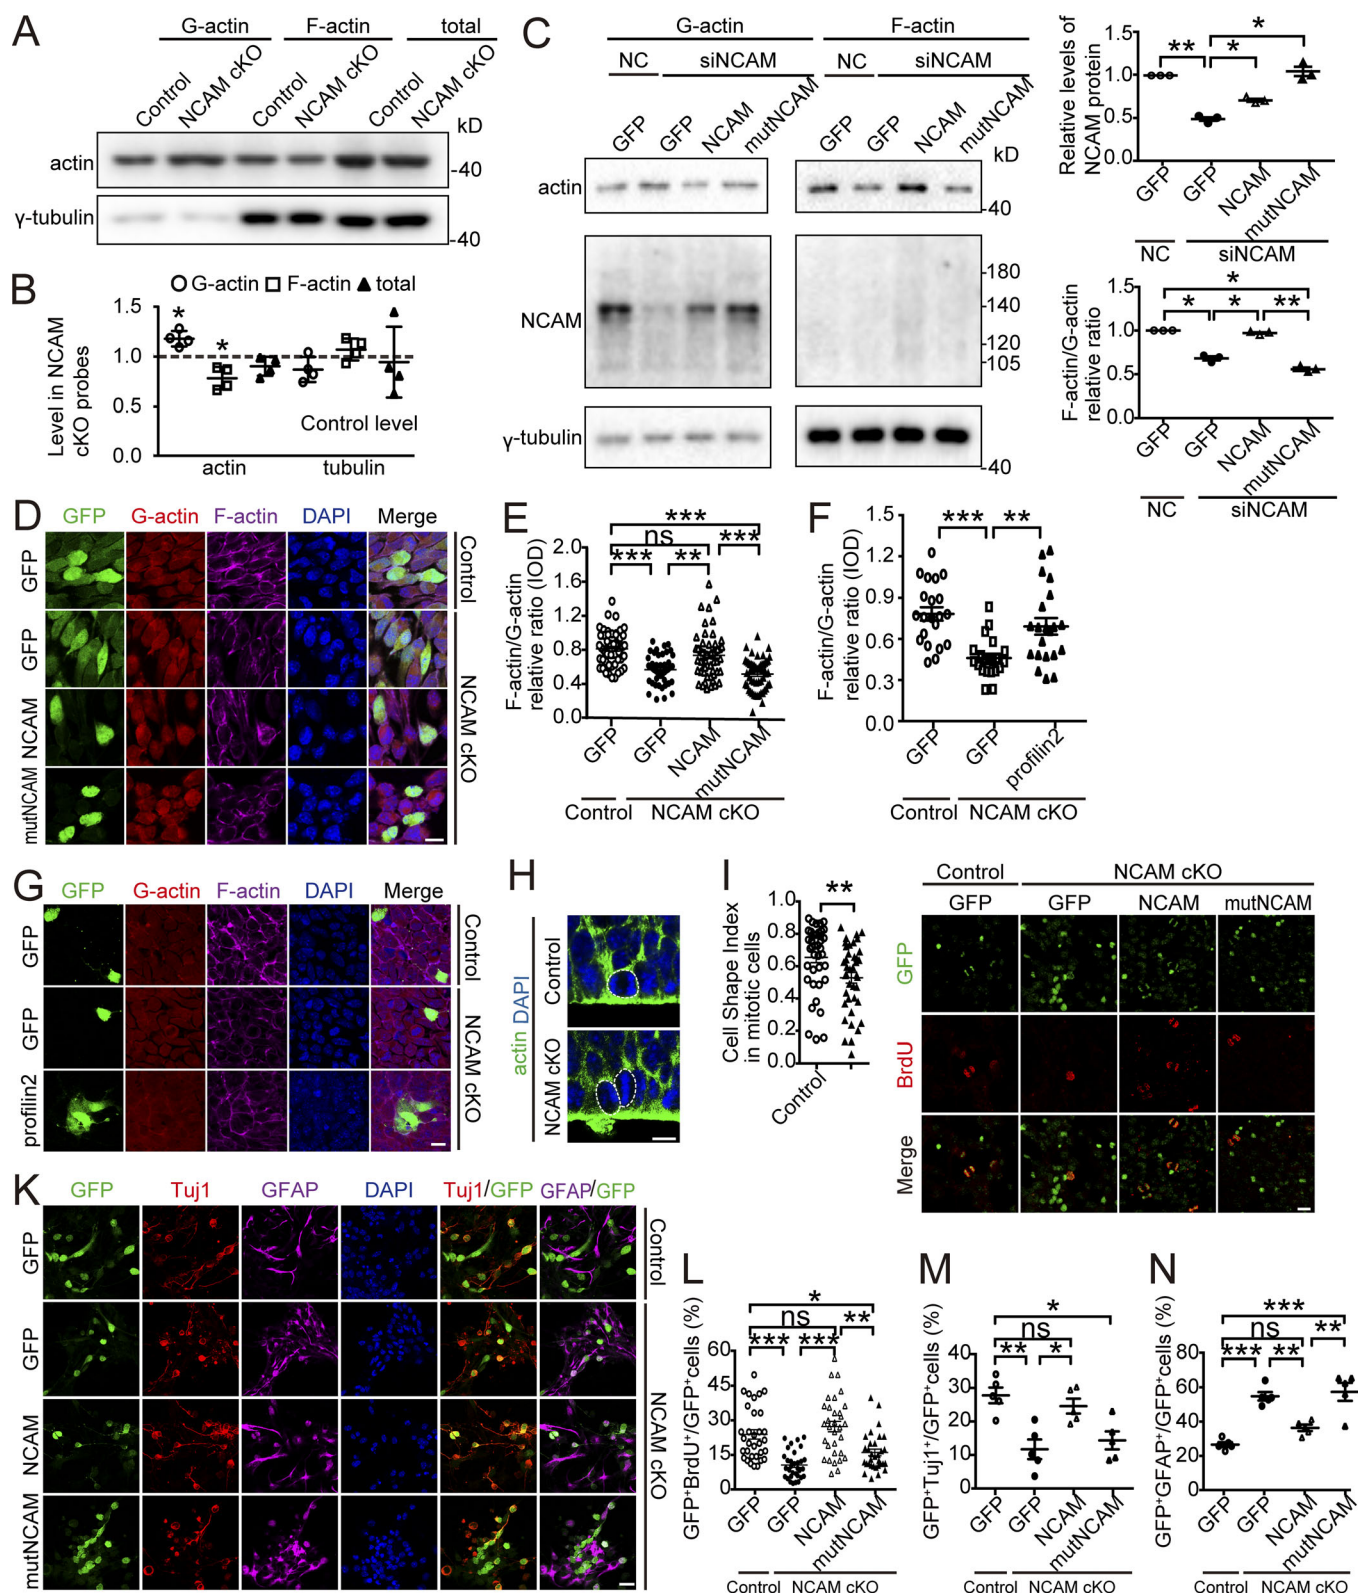 A
G-actin F-actin total
Control
NCAM cKO
Control
NCAM cKO
Control
NCAM cKO
kD
actin
-40
γ-tubulin
-40
B
G-actin F-actin total
Level in NCAM
cKO probes
1.5
1.0
0.5
0.0
*
*
Control level
actin tubulin
C
G-actin F-actin
NC siNCAM NC siNCAM
GFP
GFP
NCAM
mutNCAM
GFP
GFP
NCAM
mutNCAM
kD
actin
-40
NCAM
-180
-140
-120
-105
γ-tubulin
-40
Relative levels of
NCAM protein
1.5
1.0
0.5
0.0
*
** *
GFP
GFP
NCAM
mutNCAM
NC siNCAM
F-actin/G-actin
relative ratio
1.5
1.0
0.5
0.0
*
* * **
GFP
GFP
NCAM
mutNCAM
NC siNCAM
D
GFP G-actin F-actin DAPI Merge
GFP
GFP
NCAM
mutNCAM
Control
NCAM cKO
E
F-actin/G-actin
relative ratio (IOD)
2.0
1.6
1.2
0.8
0.4
0.0
***
ns
*** ** ***
GFP
GFP
NCAM
mutNCAM
Control NCAM cKO
F
F-actin/G-actin
relative ratio (IOD)
1.5
1.2
0.9
0.6
0.3
0.0
*** **
GFP
GFP
profilin2
Control NCAM cKO
G
GFP G-actin F-actin DAPI Merge
GFP
GFP
profilin2
Control
NCAM cKO
H
actin DAPI
Control
NCAM cKO
I
Cell Shape Index
in mitotic cells
1.0
0.8
0.6
0.4
0.2
0.0
**
Control
Control NCAM cKO
GFP GFP NCAM mutNCAM
GFP
BrdU
Merge
K
GFP Tuj1 GFAP DAPI Tuj1/GFP GFAP/GFP
GFP
GFP
NCAM
mutNCAM
Control
NCAM cKO
L
GFP+BrdU+/GFP+cells (%)
60
45
30
15
0
*
ns
*** *** **
GFP
GFP
NCAM
mutNCAM
Control NCAM cKO
M
GFP+Tuj1+/GFP+cells (%)
40
30
20
10
0
*
ns
** *
GFP
GFP
NCAM
mutNCAM
Control NCAM cKO
N
GFP+GFAP+/GFP+cells (%)
80
60
40
20
0
***
ns
*** ** **
GFP
GFP
NCAM
mutNCAM
Control NCAM cKO